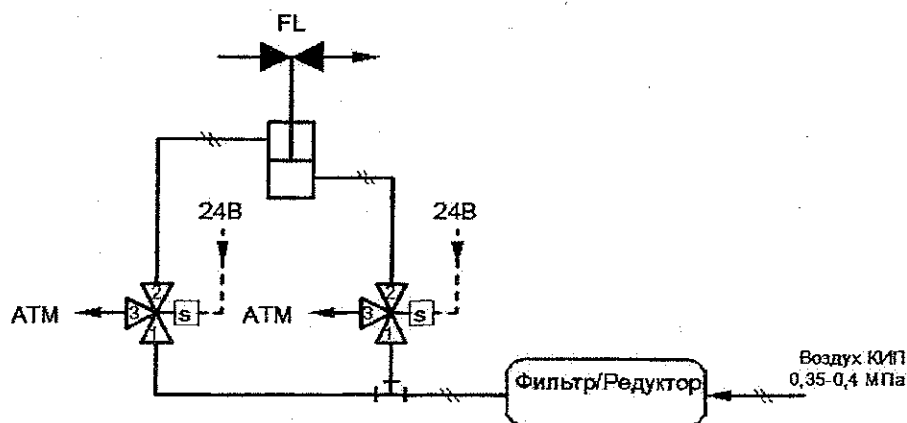 FL
24В
24В
2
2
АТМ
3
s
АТМ
3
s
1
1
Воздух КИП
0,35-0,4 МПа
Фильтр/Редуктор